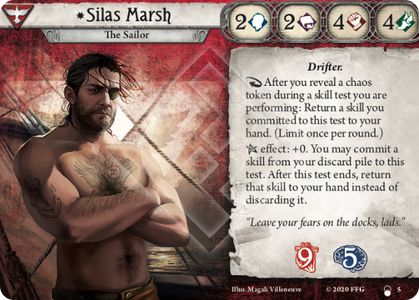 *Silas Marsh
The Sailor
2 2 4 4
Drifter.
After you reveal a chaos
token during a skill test you are
performing: Return a skill you
committed to this test to your
hand. (Limit once per round.)
effect: +0. You may commit a
skill from your discard pile to this
test. After this test ends, return
that skill to your hand instead of
discarding it.
"Leave your fears on the docks, lads."
9 5
Illus. Magali Villeneuve © 2020 FFG 5